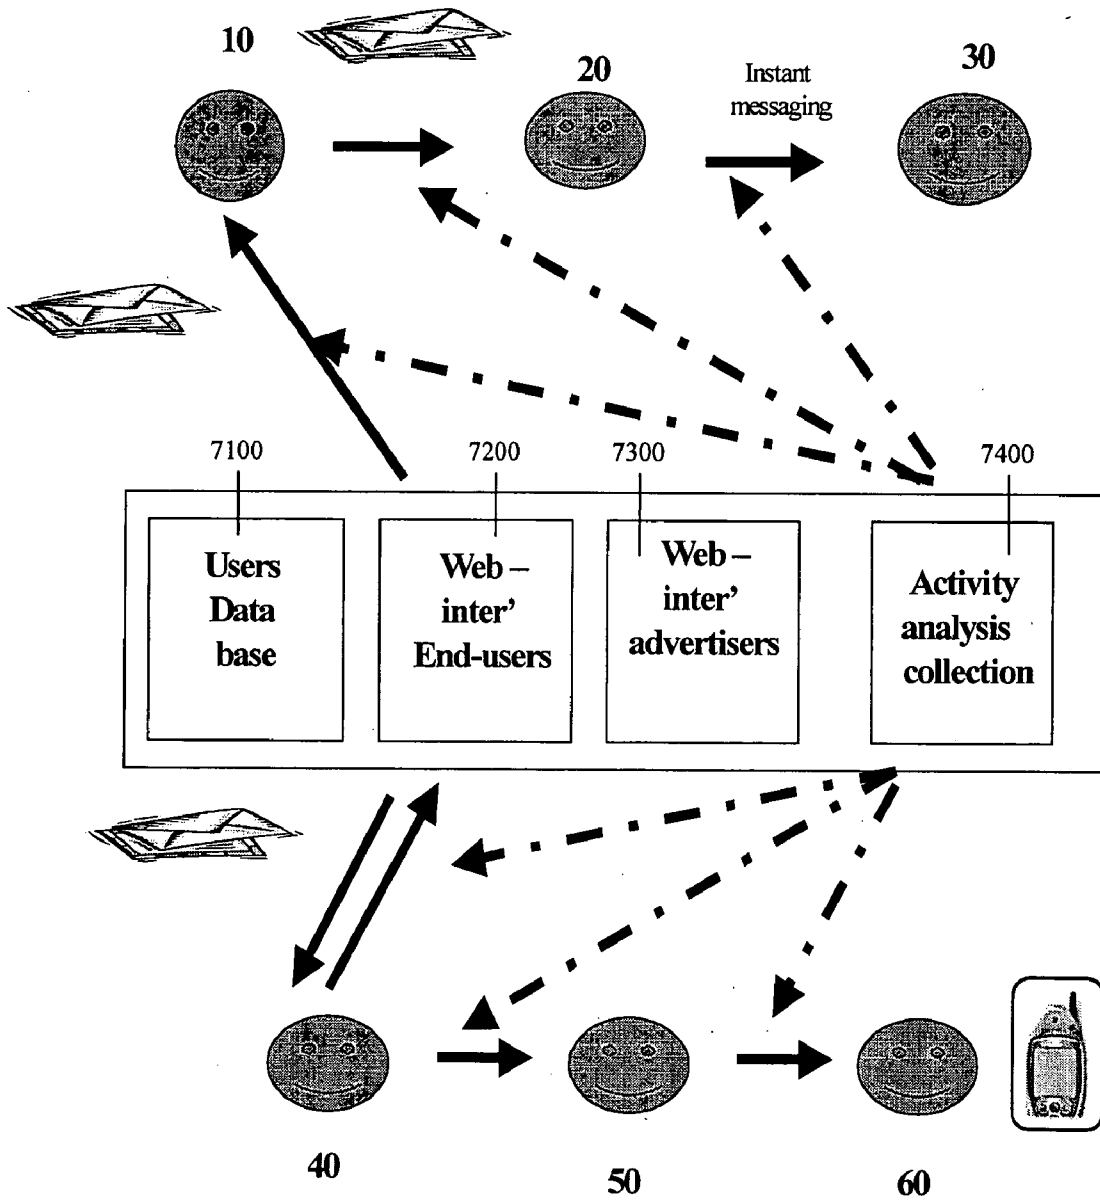 10
20
Instant
messaging
30
7100
7200
7300
7400
Users
Data
base
Web –
inter’
End-users
Web –
inter’
advertisers
Activity
analysis
collection
40
50
60